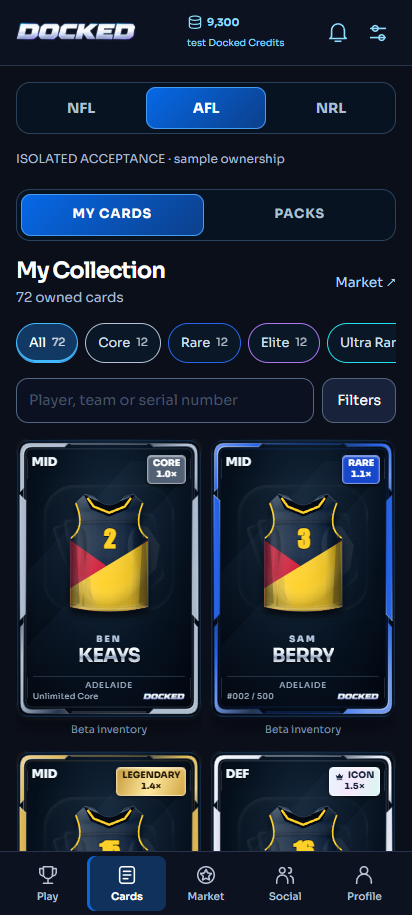 DOCKED
9,300
test Docked Credits
NFL
AFL
NRL
ISOLATED ACCEPTANCE · sample ownership
MY CARDS
PACKS
My Collection
Market ↗
72 owned cards
All 72
Core 12
Rare 12
Elite 12
Ultra Rar
Player, team or serial number
Filters
MID
CORE
1.0×
2
BEN
KEAYS
ADELAIDE
Unlimited Core
DOCKED
Beta inventory
MID
RARE
1.1×
3
SAM
BERRY
ADELAIDE
#002 / 500
DOCKED
Beta inventory
MID
LEGENDARY
1.4×
15
DEF
ICON
1.5×
16
Play
Cards
Market
Social
Profile